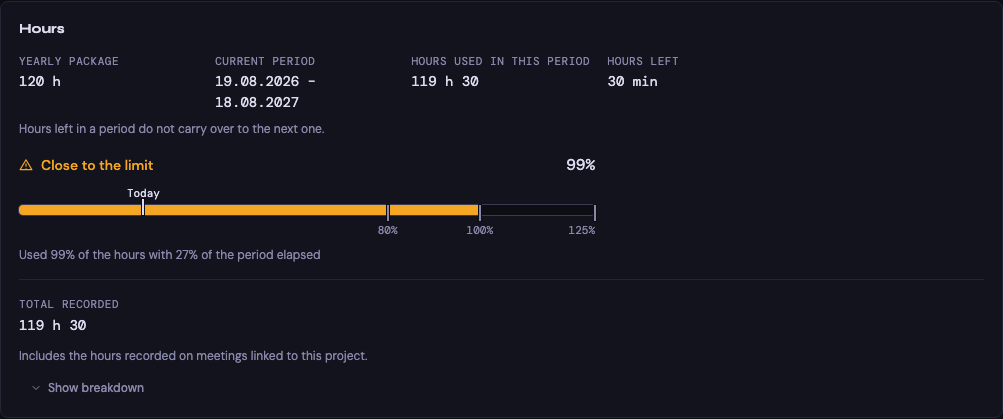 Hours
YEARLY PACKAGE
120 h
CURRENT PERIOD
19.08.2026 –
18.08.2027
HOURS USED IN THIS PERIOD
119 h 30
HOURS LEFT
30 min
Hours left in a period do not carry over to the next one.
Close to the limit
99%
Today
80%
100%
125%
Used 99% of the hours with 27% of the period elapsed
TOTAL RECORDED
119 h 30
Includes the hours recorded on meetings linked to this project.
Show breakdown